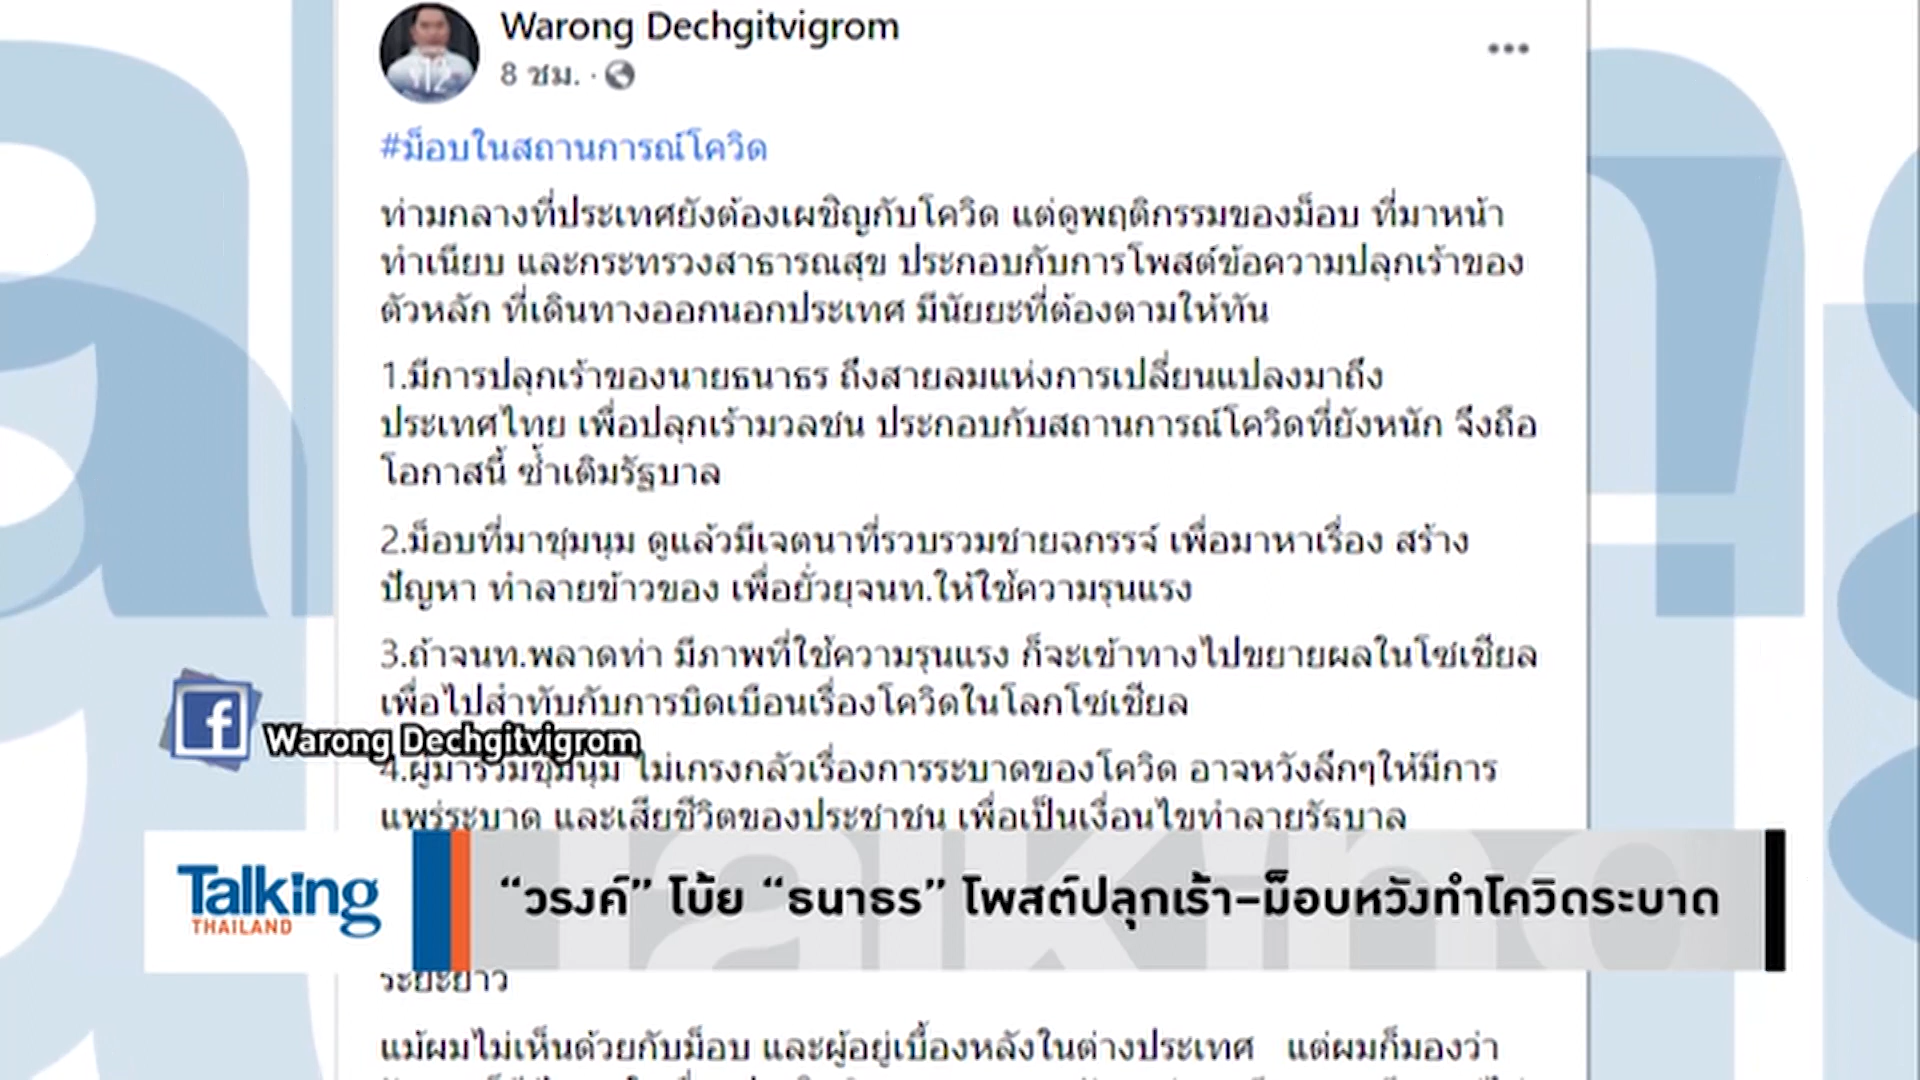 Warong Dechgitvigrom
8 ชม.
#ม็อบในสถานการณ์โควิด
ท่ามกลางที่ประเทศยังต้องเผชิญกับโควิด แต่ดูพฤติกรรมของม็อบ ที่มาหน้า
ทำเนียบ และกระทรวงสาธารณสุข ประกอบกับการโพสต์ข้อความปลุกเร้าของ
ตัวหลัก ที่เดินทางออกนอกประเทศ มีนัยยะที่ต้องตามให้ทัน
1.มีการปลุกเร้าของนายธนาธร ถึงสายลมแห่งการเปลี่ยนแปลงมาถึง
ประเทศไทย เพื่อปลุกเร้ามวลชน ประกอบกับสถานการณ์โควิดที่ยังหนัก จึงถือ
โอกาสนี้ ซ้ำเติมรัฐบาล
2.ม็อบที่มาชุมนุม ดูแล้วมีเจตนาที่รวบรวมชายฉกรรจ์ เพื่อมาหาเรื่อง สร้าง
ปัญหา ทำลายข้าวของ เพื่อยั่วยุจนท.ให้ใช้ความรุนแรง
3.ถ้าจนท.พลาดท่า มีภาพที่ใช้ความรุนแรง ก็จะเข้าทางไปขยายผลในโซเชียล
เพื่อไปสำทับกับการบิดเบือนเรื่องโควิดในโลกโซเชียล
Warong Dechgitvigrom
4.ผู้มาร่วมชุมนุม ไม่เกรงกลัวเรื่องการระบาดของโควิด อาจหวังลึกๆให้มีการ
แพร่ระบาด และเสียชีวิตของประชาชน เพื่อเป็นเงื่อนไขทำลายรัฐบาล
Talking
THAILAND
“วรงค์” โบ้ย “ธนาธร” โพสต์ปลุกเร้า-ม็อบหวังทำโควิดระบาด
ระยะยาว
แม้ผมไม่เห็นด้วยกับม็อบ และผู้อยู่เบื้องหลังในต่างประเทศ แต่ผมก็มองว่า